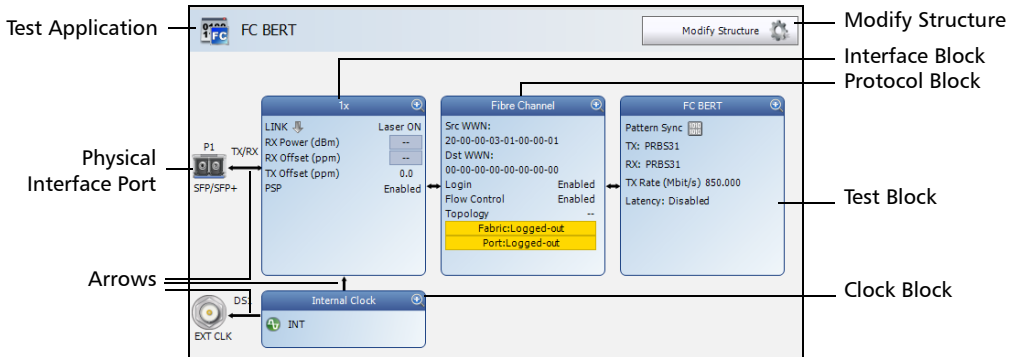 Test Application
FC BERT
Modify Structure
Modify Structure
Interface Block
Protocol Block
1x
LINK Laser ON
RX Power (dBm) --
RX Offset (ppm) --
TX Offset (ppm) 0.0
PSP Enabled
Fibre Channel
Src WWN:
20-00-00-03-01-00-00-01
Dst WWN:
00-00-00-00-00-00-00-00
Login Enabled
Flow Control Enabled
Topology --
Fabric:Logged-out
Port:Logged-out
FC BERT
Pattern Sync
TX: PRBS31
RX: PRBS31
TX Rate (Mbit/s) 850.000
Latency: Disabled
P1
TX/RX
SFP/SFP+
Physical
Interface Port
Test Block
Arrows
DS1
EXT CLK
Internal Clock
INT
Clock Block